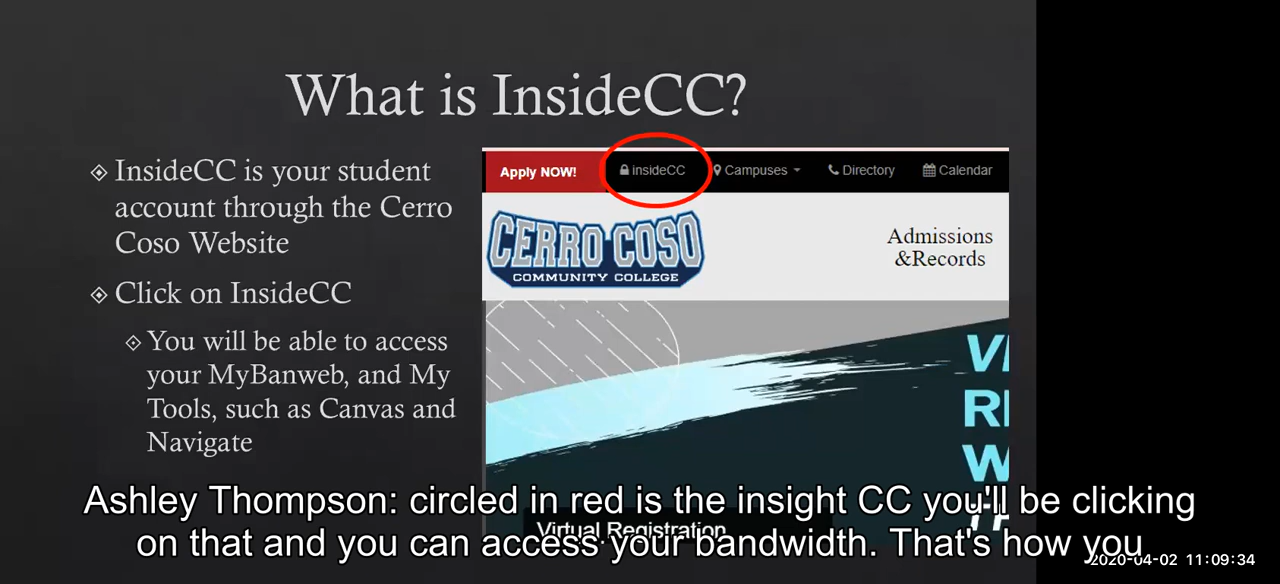 What is InsideCC?
InsideCC is your student
account through the Cerro
Coso Website
Click on InsideCC
You will be able to access
your MyBanweb, and My
Tools, such as Canvas and
Navigate
Apply NOW!
insideCC
Campuses
Directory
Calendar
CERRO COSO
COMMUNITY COLLEGE
Admissions
&Records
Virtual Registration
Ashley Thompson: circled in red is the insight CC you'll be clicking
on that and you can access your bandwidth. That's how you
2020-04-02 11:09:34